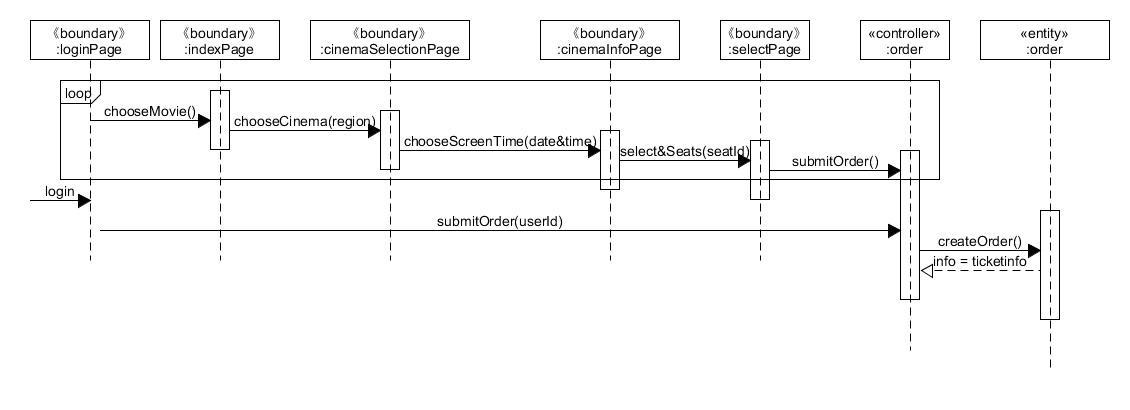 《boundary》
:loginPage
《boundary》
:indexPage
《boundary》
:cinemaSelectionPage
《boundary》
:cinemaInfoPage
《boundary》
:selectPage
«controller»
:order
«entity»
:order
loop
chooseMovie()
chooseCinema(region)
chooseScreenTime(date&time)
select&Seats(seatId)
submitOrder()
login
submitOrder(userId)
createOrder()
info = ticketinfo